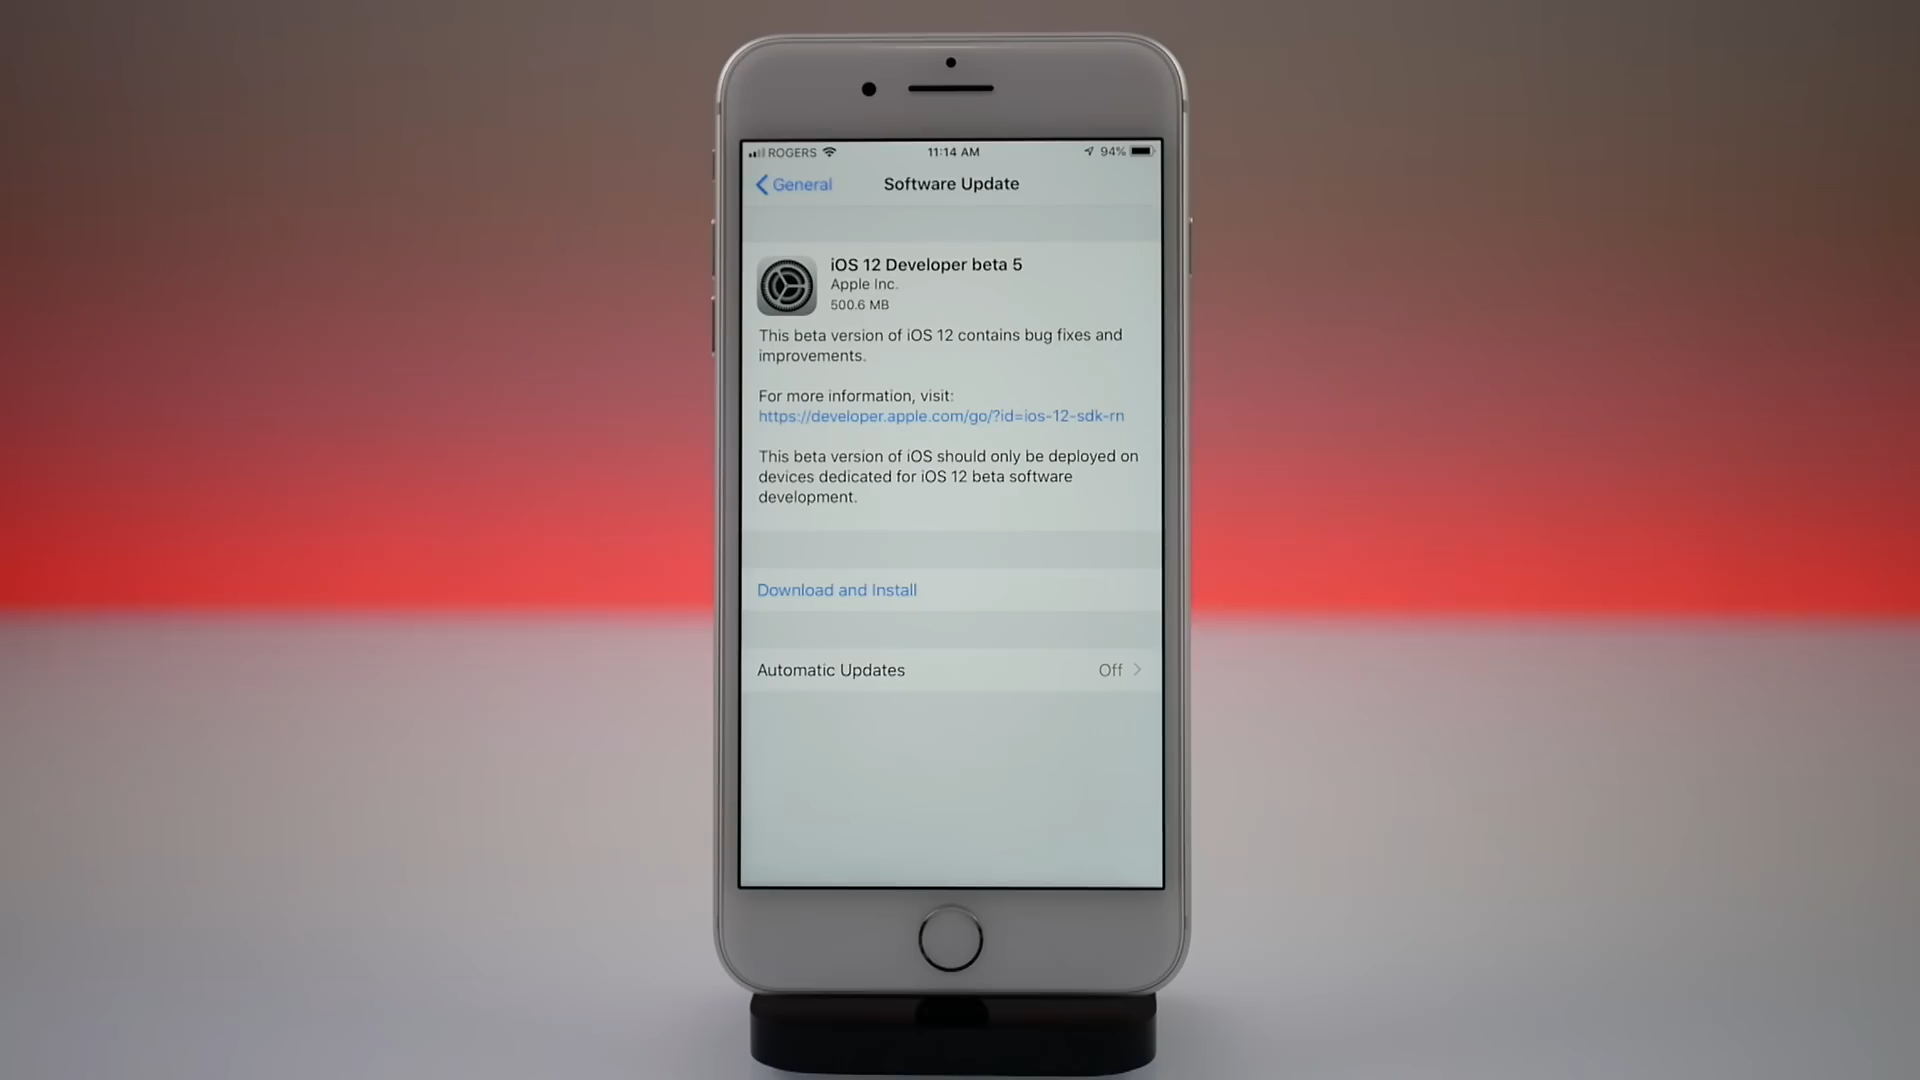 ROGERS 11:14 AM 94%
General Software Update
iOS 12 Developer beta 5
Apple Inc.
500.6 MB
This beta version of iOS 12 contains bug fixes and
improvements.
For more information, visit:
https://developer.apple.com/go/?id=ios-12-sdk-rn
This beta version of iOS should only be deployed on
devices dedicated for iOS 12 beta software
development.
Download and Install
Automatic Updates Off